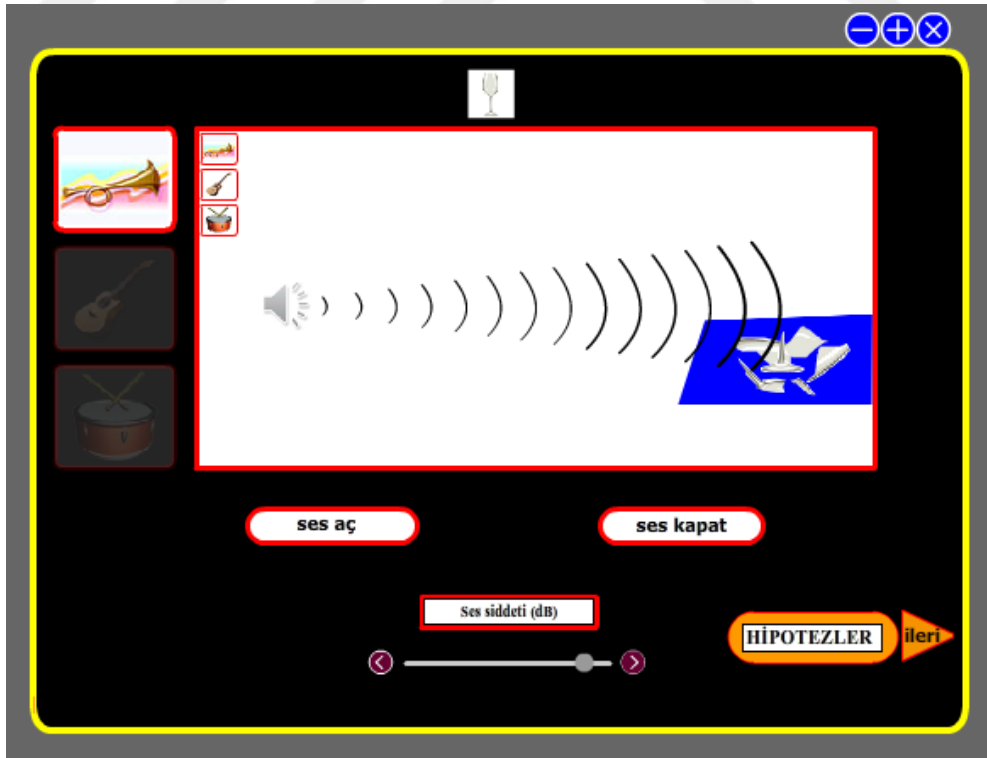 ses aç
ses kapat
Ses siddeti (dB)
HİPOTEZLER
ileri